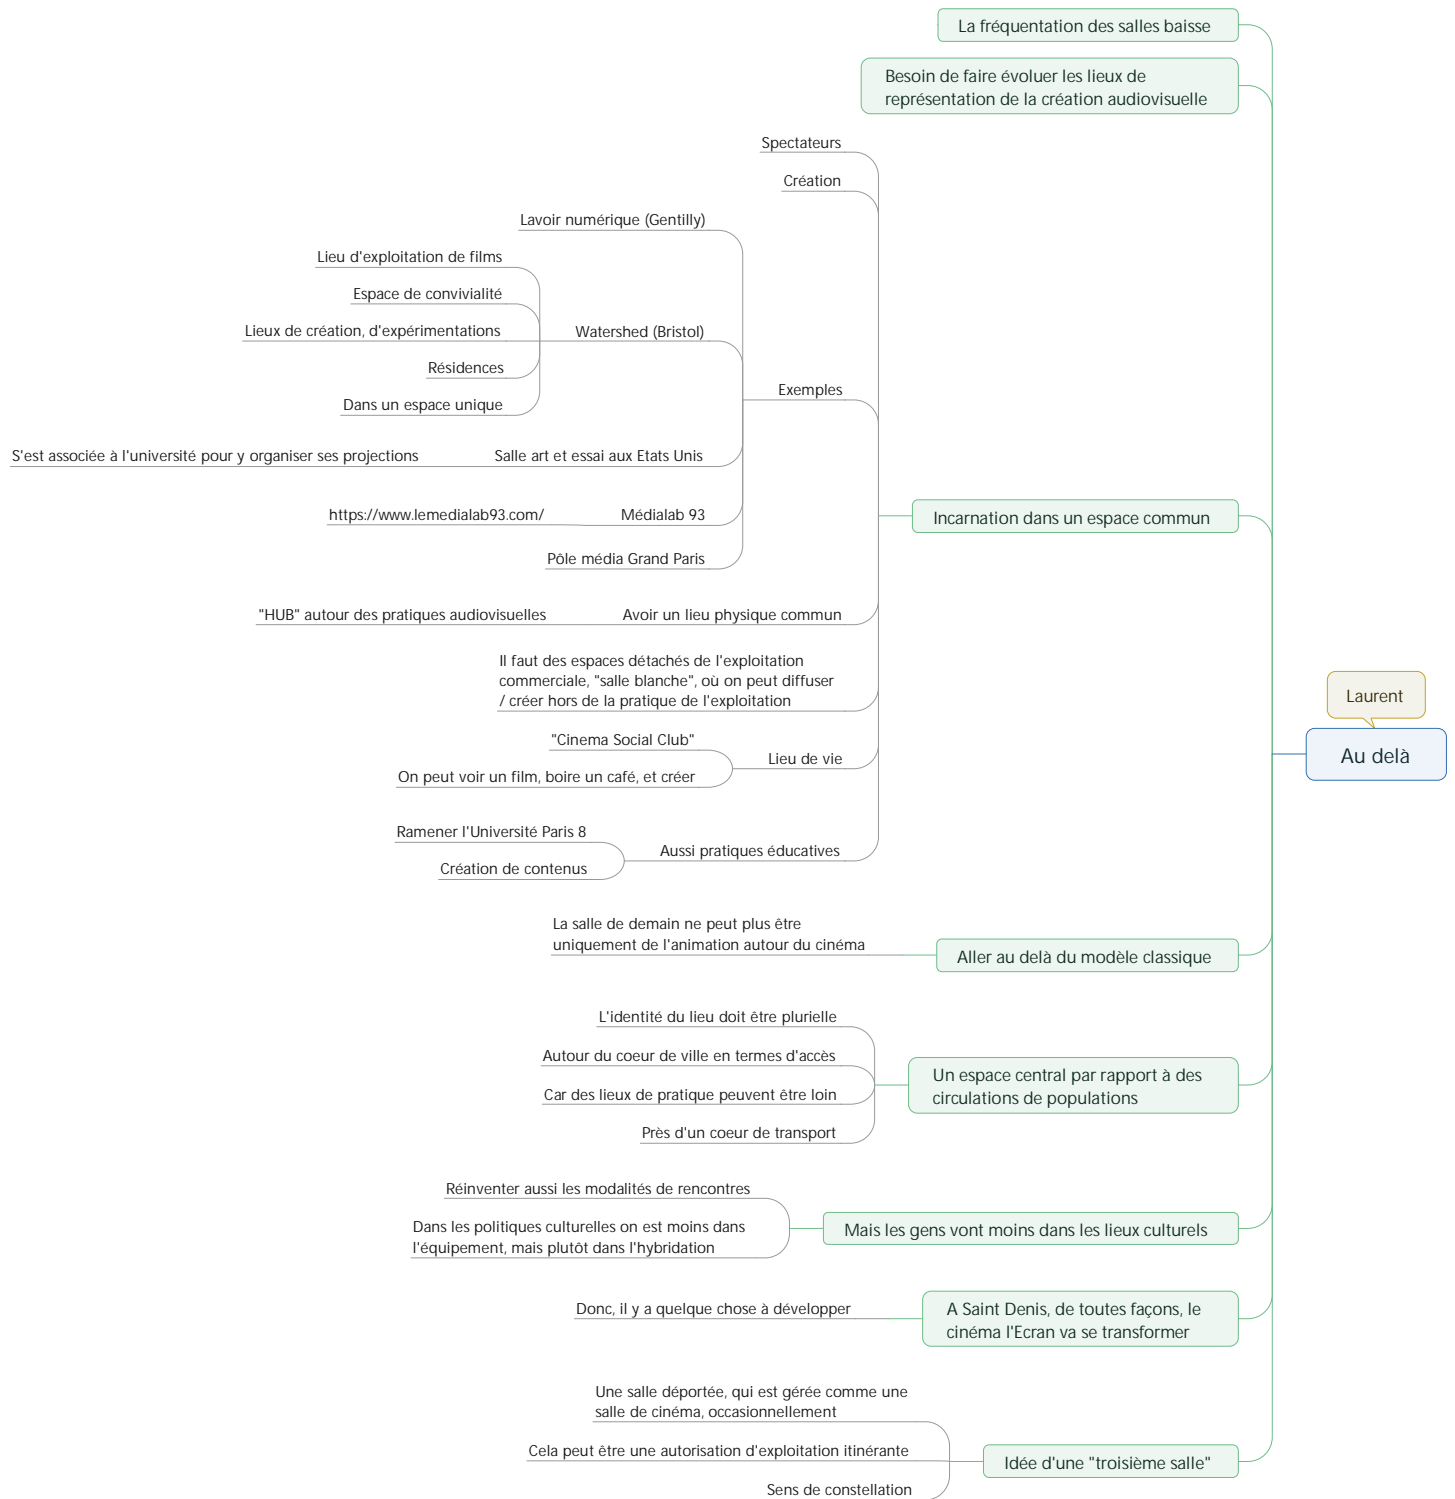 La fréquentation des salles baisse
Besoin de faire évoluer les lieux de
représentation de la création audiovisuelle
Spectateurs
Création
Lavoir numérique (Gentilly)
Lieu d'exploitation de films
Espace de convivialité
Lieux de création, d'expérimentations
Watershed (Bristol)
Résidences
Dans un espace unique
Exemples
S'est associée à l'université pour y organiser ses projections
Salle art et essai aux Etats Unis
https://www.lemedialab93.com/
Médialab 93
Incarnation dans un espace commun
Pôle média Grand Paris
"HUB" autour des pratiques audiovisuelles
Avoir un lieu physique commun
Il faut des espaces détachés de l'exploitation
commerciale, "salle blanche", où on peut diffuser
/ créer hors de la pratique de l'exploitation
Laurent
Au delà
"Cinema Social Club"
Lieu de vie
On peut voir un film, boire un café, et créer
Ramener l'Université Paris 8
Aussi pratiques éducatives
Création de contenus
La salle de demain ne peut plus être
uniquement de l'animation autour du cinéma
Aller au delà du modèle classique
L'identité du lieu doit être plurielle
Autour du coeur de ville en termes d'accès
Car des lieux de pratique peuvent être loin
Près d'un coeur de transport
Un espace central par rapport à des
circulations de populations
Réinventer aussi les modalités de rencontres
Dans les politiques culturelles on est moins dans
l'équipement, mais plutôt dans l'hybridation
Mais les gens vont moins dans les lieux culturels
Donc, il y a quelque chose à développer
A Saint Denis, de toutes façons, le
cinéma l'Ecran va se transformer
Une salle déportée, qui est gérée comme une
salle de cinéma, occasionnellement
Cela peut être une autorisation d'exploitation itinérante
Idée d'une "troisième salle"
Sens de constellation